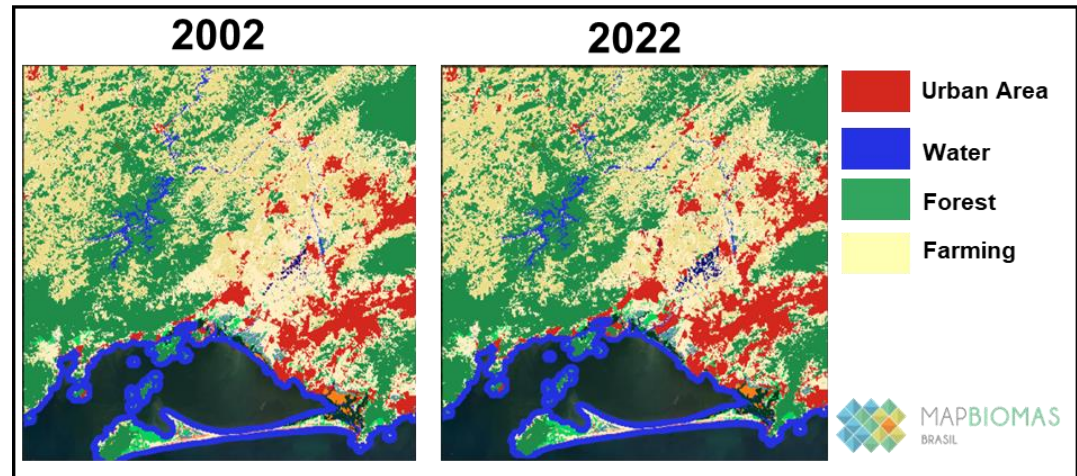 2002
2022
Urban Area
Water
Forest
Farming
MAPBIOMAS
BRASIL